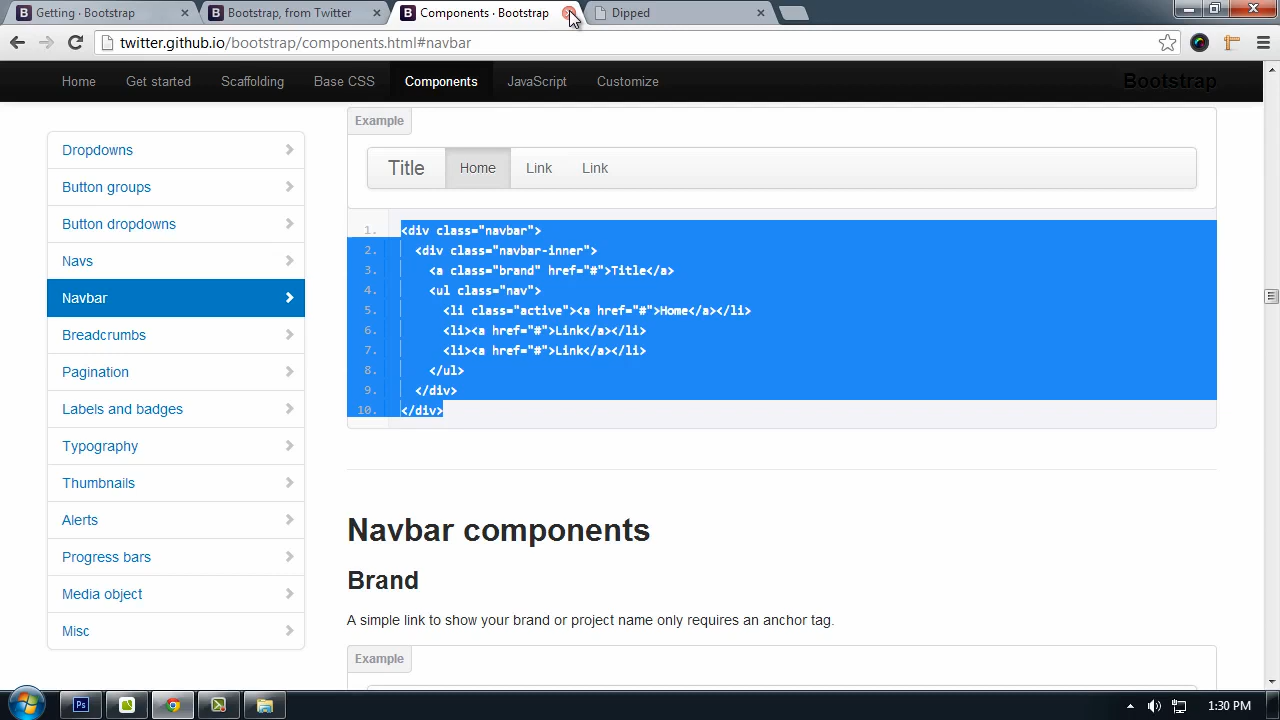 Getting · Bootstrap
Bootstrap, from Twitter
Components · Bootstrap
Dipped
twitter.github.io/bootstrap/components.html#navbar
Home
Get started
Scaffolding
Base CSS
Components
JavaScript
Customize
Bootstrap
Dropdowns
Button groups
Button dropdowns
Navs
Navbar
Breadcrumbs
Pagination
Labels and badges
Typography
Thumbnails
Alerts
Progress bars
Media object
Misc
Example
Title
Home
Link
Link
1. <div class="navbar">
2. <div class="navbar-inner">
3. <a class="brand" href="#">Title</a>
4. <ul class="nav">
5. <li class="active"><a href="#">Home</a></li>
6. <li><a href="#">Link</a></li>
7. <li><a href="#">Link</a></li>
8. </ul>
9. </div>
10. </div>
Navbar components
Brand
A simple link to show your brand or project name only requires an anchor tag.
Example
Ps
1:30 PM